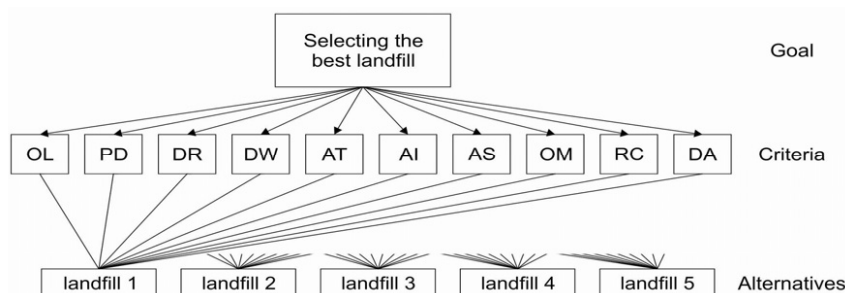 Selecting the
best landfill
Goal
OL PD DR DW AT AI AS OM RC DA Criteria
landfill 1 landfill 2 landfill 3 landfill 4 landfill 5 Alternatives